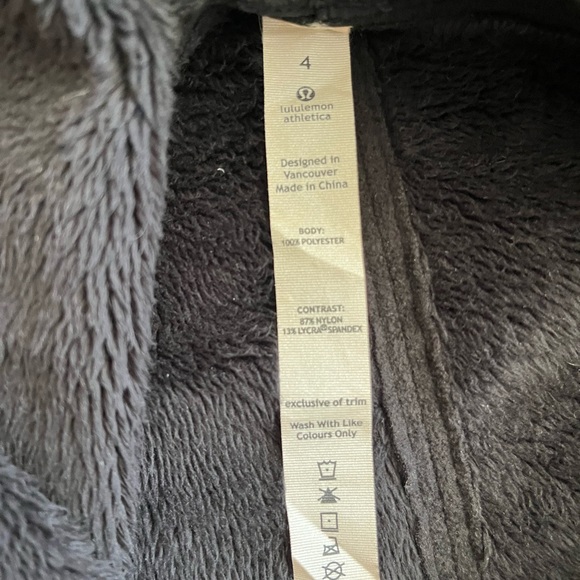 4
lululemon
athletica
Designed in
Vancouver
Made in China
BODY:
100% POLYESTER
CONTRAST:
87% NYLON
13% LYCRA® SPANDEX
exclusive of trim
Wash With Like
Colours Only